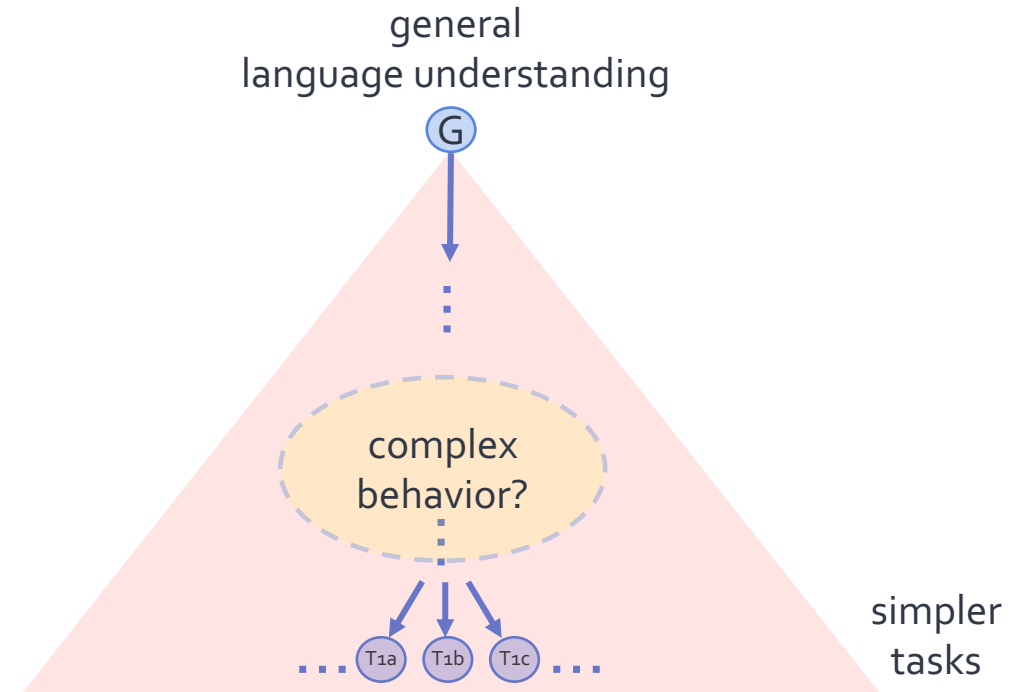 general
language understanding
G
complex
behavior?
simpler
tasks
T1a T1b T1c